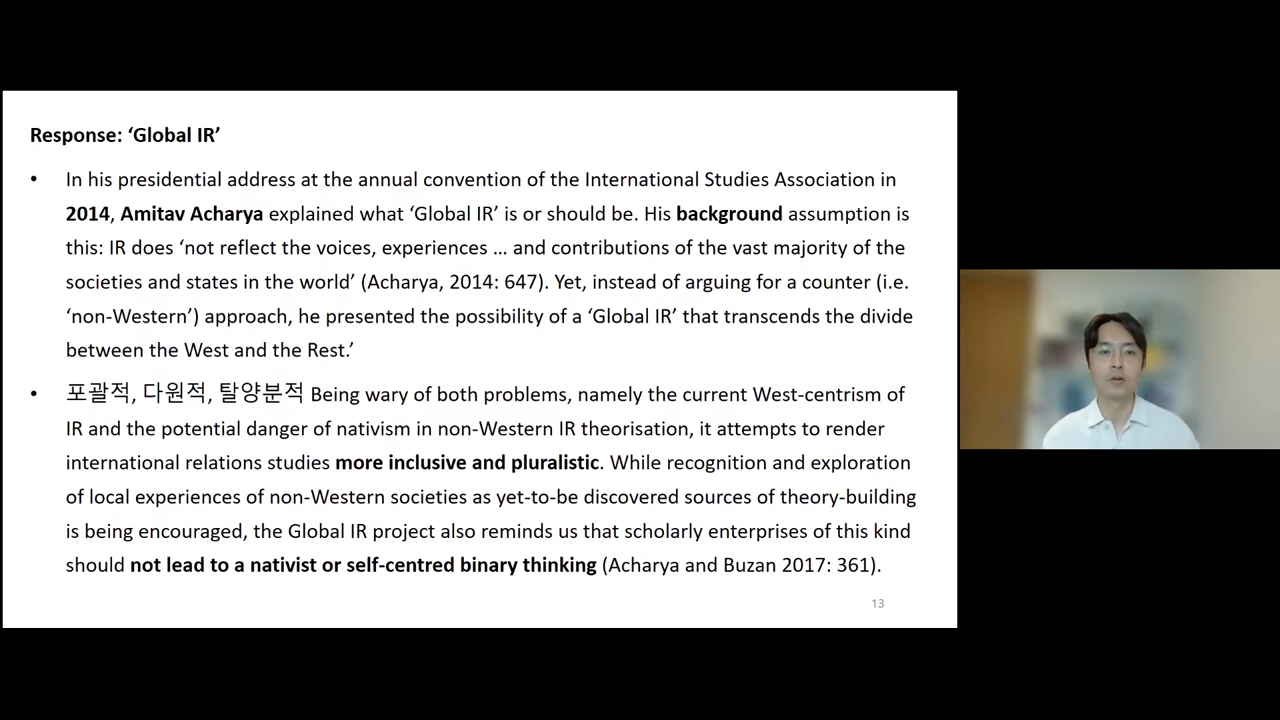 Response: ‘Global IR’
• In his presidential address at the annual convention of the International Studies Association in
2014, Amitav Acharya explained what ‘Global IR’ is or should be. His background assumption is
this: IR does ‘not reflect the voices, experiences … and contributions of the vast majority of the
societies and states in the world’ (Acharya, 2014: 647). Yet, instead of arguing for a counter (i.e.
‘non-Western’) approach, he presented the possibility of a ‘Global IR’ that transcends the divide
between the West and the Rest.’
• 포괄적, 다원적, 탈양분적 Being wary of both problems, namely the current West-centrism of
IR and the potential danger of nativism in non-Western IR theorisation, it attempts to render
international relations studies more inclusive and pluralistic. While recognition and exploration
of local experiences of non-Western societies as yet-to-be discovered sources of theory-building
is being encouraged, the Global IR project also reminds us that scholarly enterprises of this kind
should not lead to a nativist or self-centred binary thinking (Acharya and Buzan 2017: 361).
13